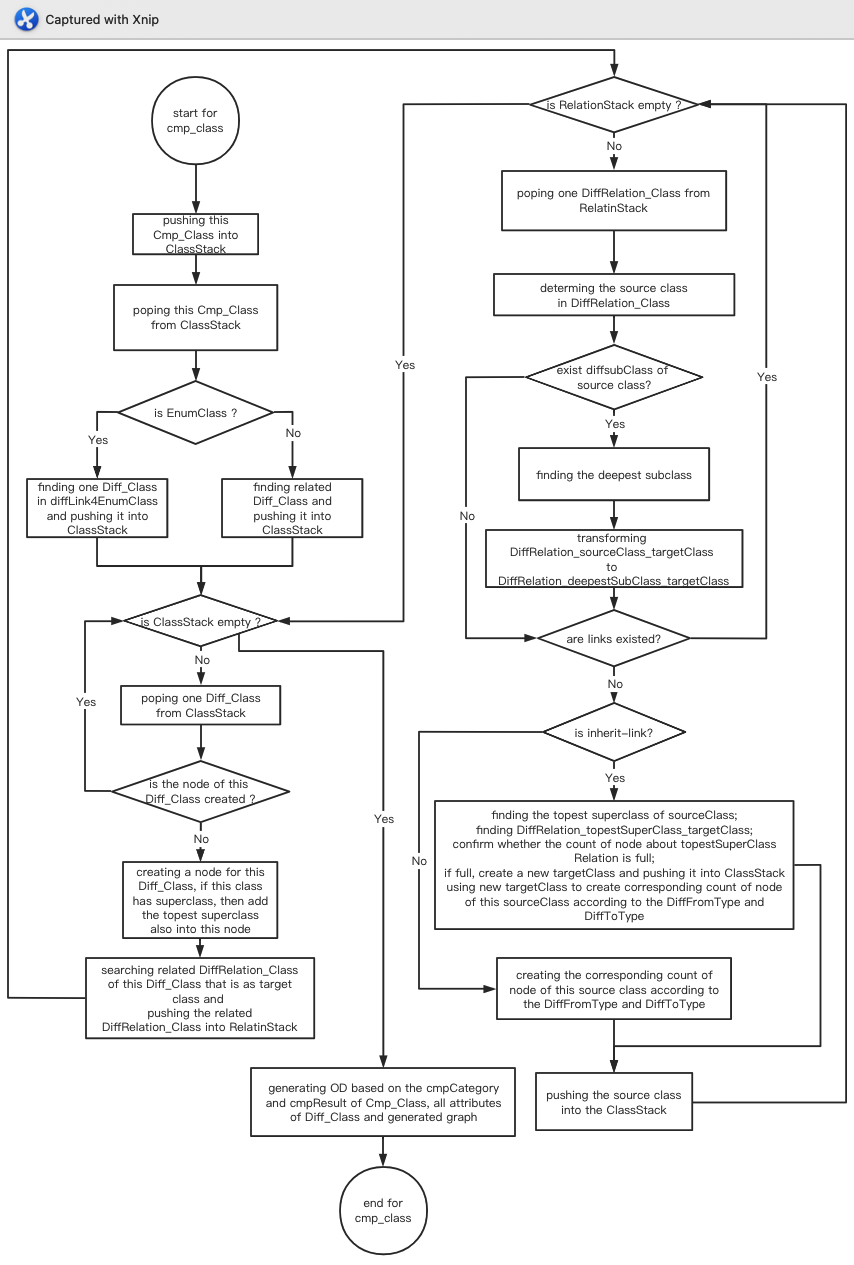 Captured with Xnip
start for
cmp_class
pushing this
Cmp_Class into
ClassStack
poping this Cmp_Class
from ClassStack
is EnumClass ?
Yes
No
finding one Diff_Class
in diffLink4EnumClass
and pushing it into
ClassStack
finding related
Diff_Class and
pushing it into
ClassStack
is ClassStack empty ?
No
Yes
poping one Diff_Class
from ClassStack
is the node of this
Diff_Class created ?
Yes
No
creating a node for this
Diff_Class, if this class
has superclass, then add
the topest superclass
also into this node
searching related DiffRelation_Class
of this Diff_Class that is as target
class and
pushing the related
DiffRelation_Class into RelatinStack
is RelationStack empty ?
Yes
No
poping one DiffRelation_Class from
RelatinStack
determing the source class
in DiffRelation_Class
exist diffsubClass of
source class?
Yes
No
finding the deepest subclass
transforming
DiffRelation_sourceClass_targetClass
to
DiffRelation_deepestSubClass_targetClass
are links existed?
Yes
No
is inherit-link?
Yes
No
finding the topest superclass of sourceClass;
finding DiffRelation_topestSuperClass_targetClass;
confirm whether the count of node about topestSuperClass
Relation is full;
if full, create a new targetClass and pushing it into ClassStack
using new targetClass to create corresponding count of node
of this sourceClass according to the DiffFromType and
DiffToType
creating the corresponding count of
node of this source class according to
the DiffFromType and DiffToType
pushing the source class
into the ClassStack
generating OD based on the cmpCategory
and cmpResult of Cmp_Class, all attributes
of Diff_Class and generated graph
end for
cmp_class